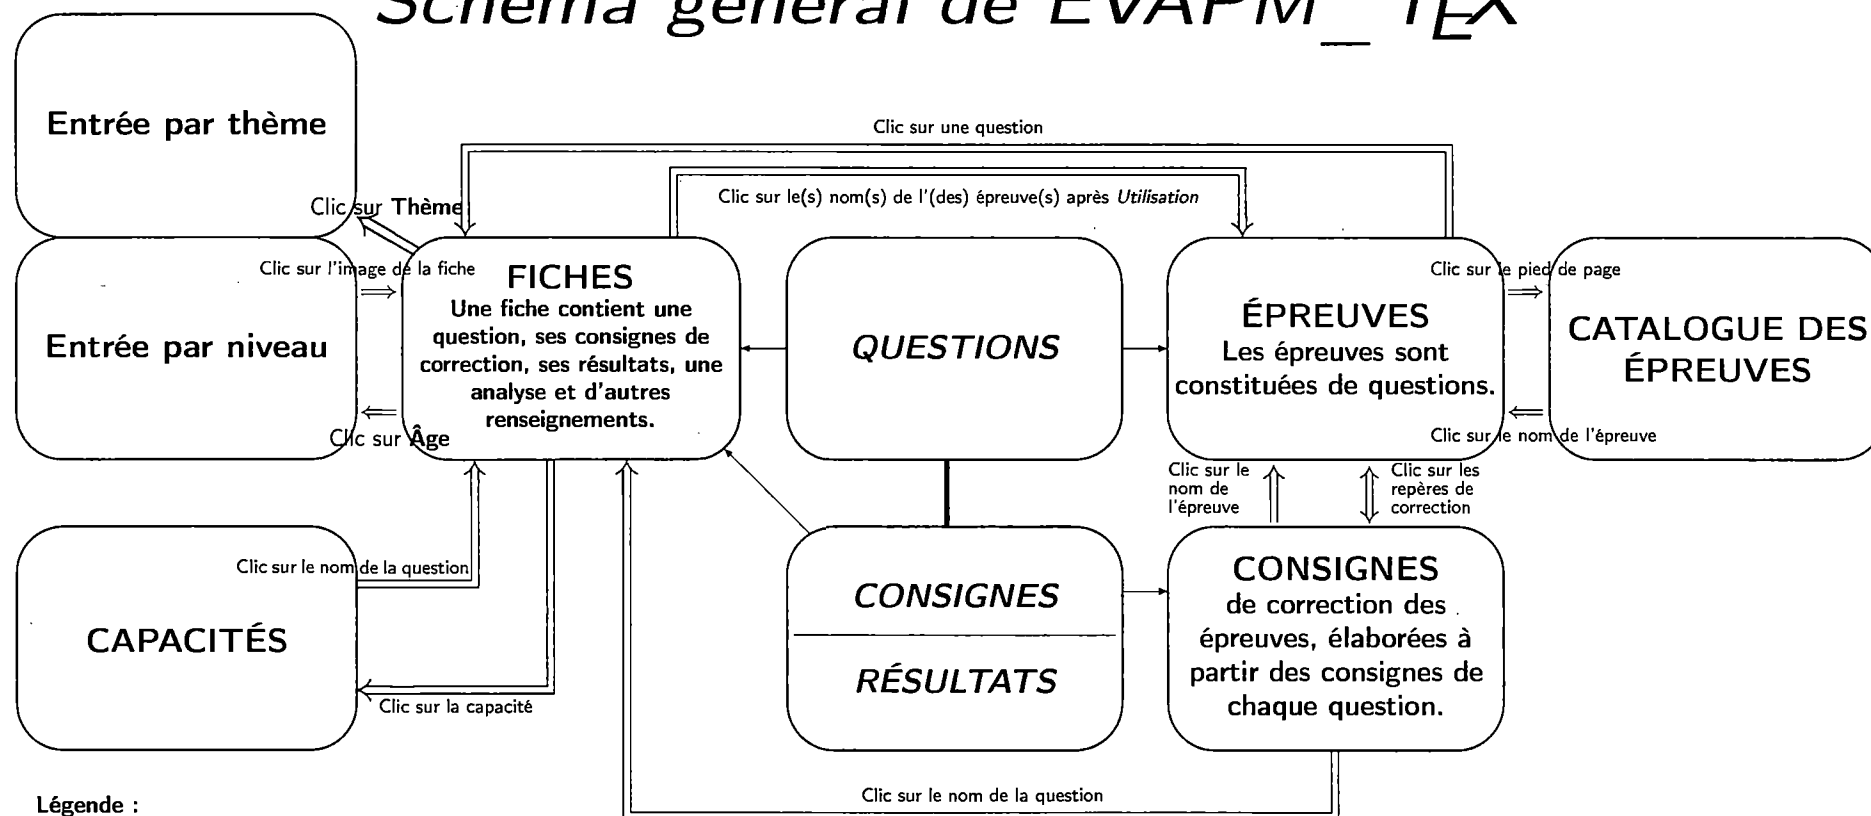 Schéma général de EVAPM_TEX
Entrée par thème
Clic sur une question
Clic sur le(s) nom(s) de l'(des) épreuve(s) après Utilisation
Clic sur Thème
Clic sur l'image de la fiche
Entrée par niveau
Clic sur Âge
FICHES
Une fiche contient une
question, ses consignes de
correction, ses résultats, une
analyse et d'autres
renseignements.
QUESTIONS
ÉPREUVES
Les épreuves sont
constituées de questions.
Clic sur le pied de page
CATALOGUE DES
ÉPREUVES
Clic sur le nom de l'épreuve
Clic sur le
nom de
l'épreuve
Clic sur les
repères de
correction
Clic sur le nom de la question
CAPACITÉS
Clic sur la capacité
CONSIGNES
RÉSULTATS
CONSIGNES
de correction des
épreuves, élaborées à
partir des consignes de
chaque question.
Clic sur le nom de la question
Légende :